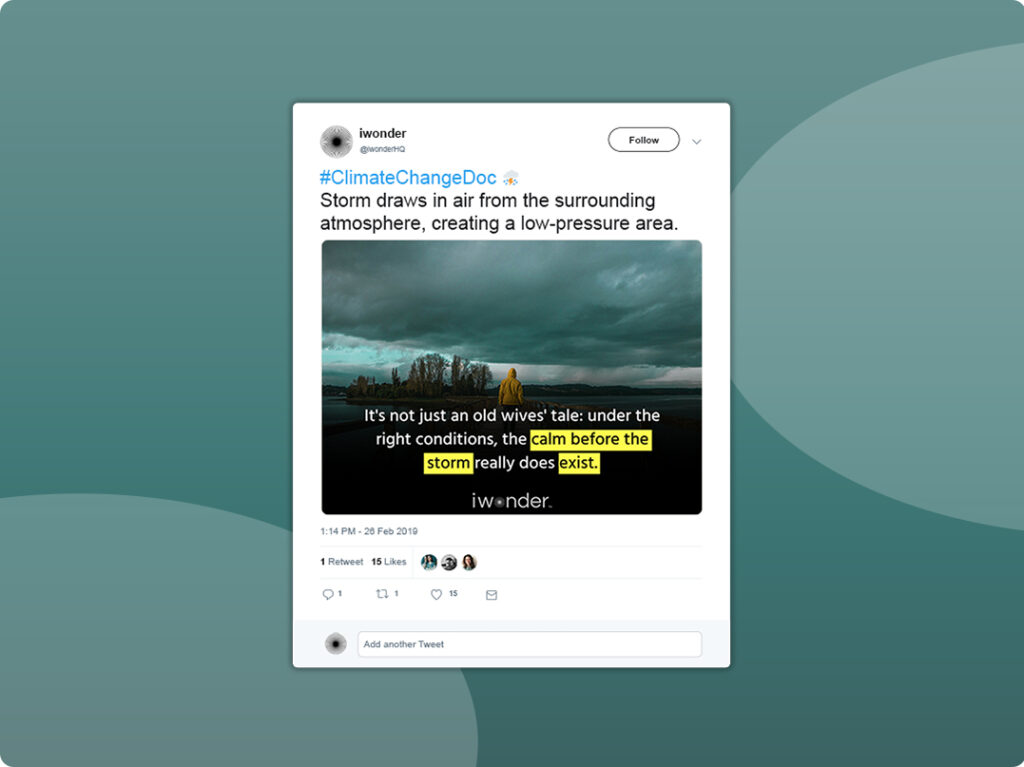 iwonder
@iwonderHQ
Follow
#ClimateChangeDoc
Storm draws in air from the surrounding
atmosphere, creating a low-pressure area.
It's not just an old wives' tale: under the
right conditions, the calm before the
storm really does exist.
iwonder
1:14 PM - 26 Feb 2019
1 Retweet 15 Likes
1 1 15
Add another Tweet